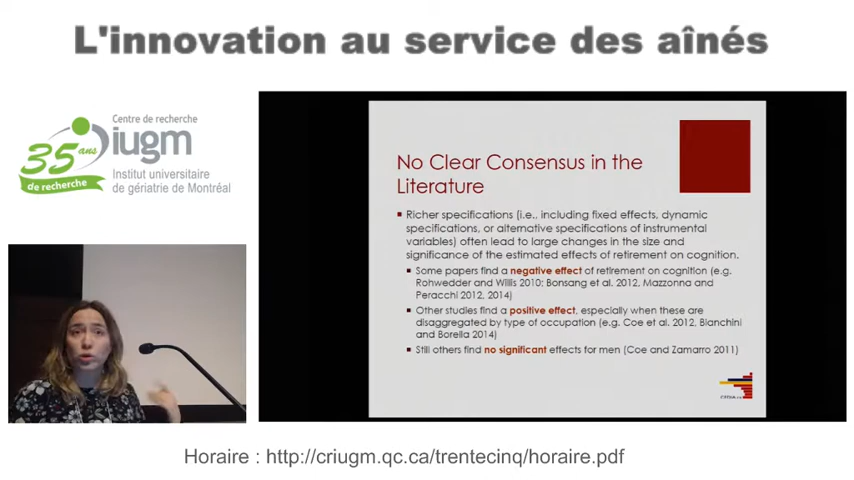 L'innovation au service des aînés
Centre de recherche
iugm
35 ans
de recherche
Institut universitaire
de gériatrie de Montréal
No Clear Consensus in the
Literature
Richer specifications (i.e., including fixed effects, dynamic
specifications, or alternative specifications of instrumental
variables) often lead to large changes in the size and
significance of the estimated effects of retirement on cognition.
Some papers find a negative effect of retirement on cognition (e.g.
Rohwedder and Willis 2010; Bonsang et al. 2012, Mazzonna and
Peracchi 2012, 2014)
Other studies find a positive effect, especially when these are
disaggregated by type of occupation (e.g. Coe et al. 2012, Bianchini
and Borella 2014)
Still others find no significant effects for men (Coe and Zamarro 2011)
Horaire : http://criugm.qc.ca/trentecinq/horaire.pdf